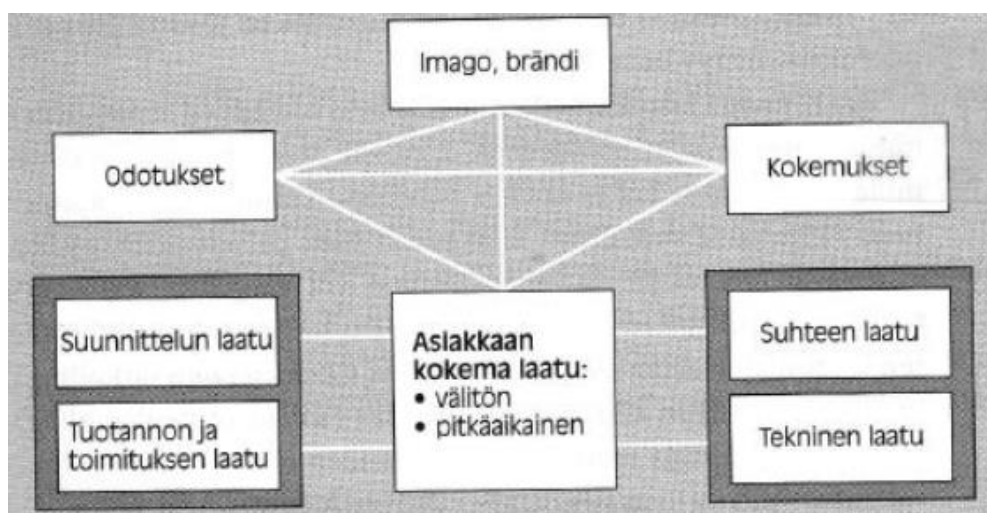 Imago, brändi
Odotukset
Kokemukset
Suunnittelun laatu
Tuotannon ja
toimituksen laatu
Asiakkaan
kokema laatu:
• välitön
• pitkäaikainen
Suhteen laatu
Tekninen laatu